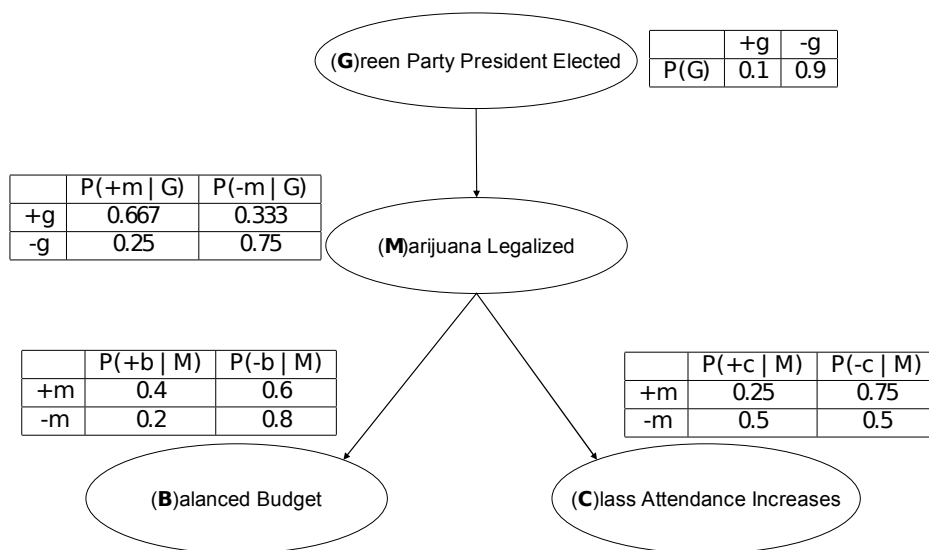 (G)reen Party President Elected
+g -g
P(G) 0.1 0.9
P(+m | G) P(-m | G)
+g 0.667 0.333
-g 0.25 0.75
(M)arijuana Legalized
P(+b | M) P(-b | M)
+m 0.4 0.6
-m 0.2 0.8
P(+c | M) P(-c | M)
+m 0.25 0.75
-m 0.5 0.5
(B)alanced Budget
(C)lass Attendance Increases